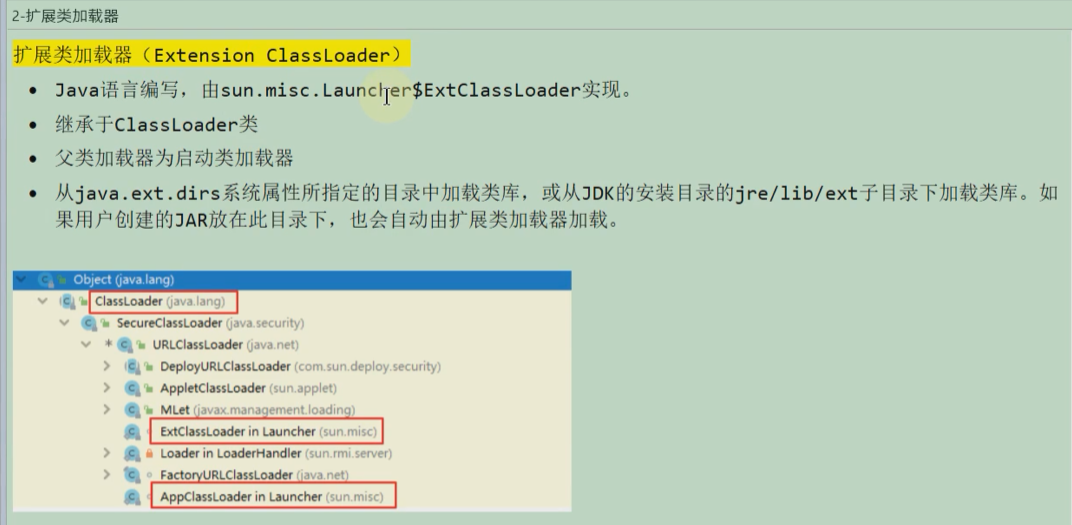 2-扩展类加载器
扩展类加载器（Extension ClassLoader）
• Java语言编写，由sun.misc.Launcher$ExtClassLoader实现。
• 继承于ClassLoader类
• 父类加载器为启动类加载器
• 从java.ext.dirs系统属性所指定的目录中加载类库，或从JDK的安装目录的jre/lib/ext子目录下加载类库。如
果用户创建的JAR放在此目录下，也会自动由扩展类加载器加载。
Object (java.lang)
ClassLoader (java.lang)
SecureClassLoader (java.security)
* URLClassLoader (java.net)
DeployURLClassLoader (com.sun.deploy.security)
AppletClassLoader (sun.applet)
MLet (javax.management.loading)
ExtClassLoader in Launcher (sun.misc)
Loader in LoaderHandler (sun.rmi.server)
FactoryURLClassLoader (java.net)
AppClassLoader in Launcher (sun.misc)